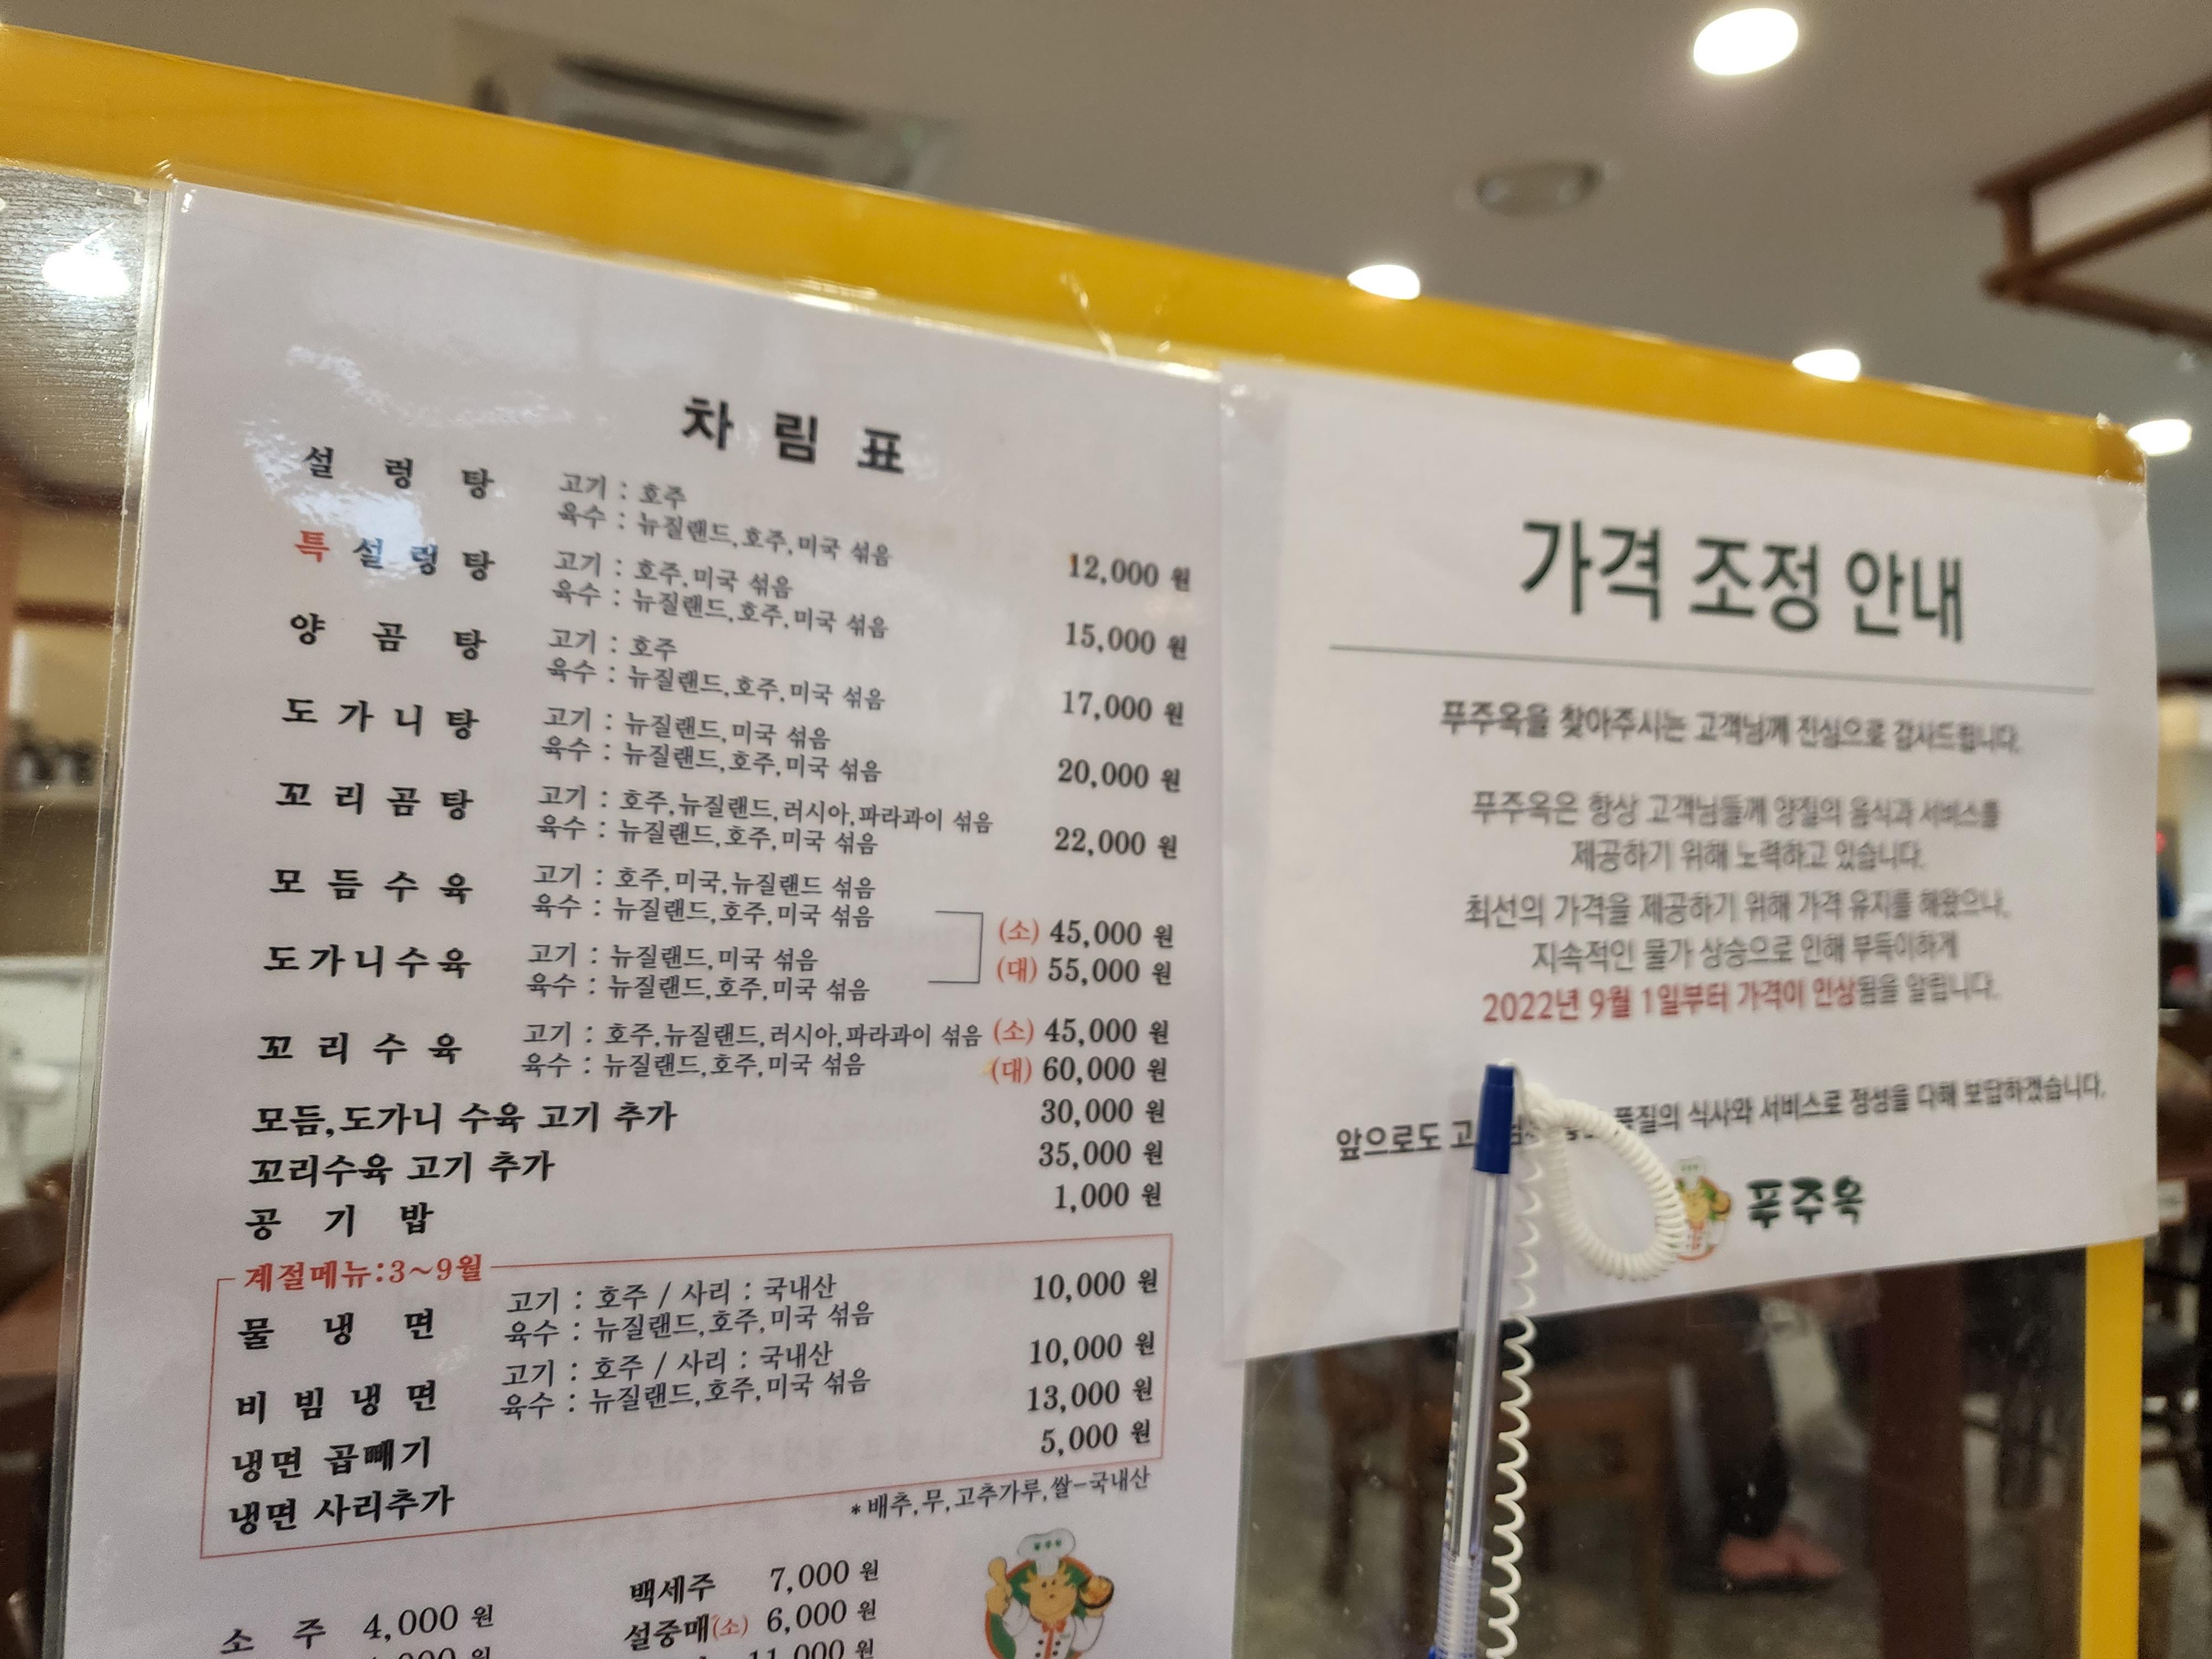 차림표
설렁탕 고기 : 호주
육수 : 뉴질랜드,호주,미국 섞음 12,000 원
특설렁탕 고기 : 호주,미국 섞음
육수 : 뉴질랜드,호주,미국 섞음 15,000 원
양곰탕 고기 : 호주
육수 : 뉴질랜드,호주,미국 섞음 17,000 원
도가니탕 고기 : 뉴질랜드,미국 섞음
육수 : 뉴질랜드,호주,미국 섞음 20,000 원
꼬리곰탕 고기 : 호주,뉴질랜드,러시아,파라과이 섞음
육수 : 뉴질랜드,호주,미국 섞음 22,000 원
모듬수육 고기 : 호주,미국,뉴질랜드 섞음
육수 : 뉴질랜드,호주,미국 섞음 (소) 45,000 원
도가니수육 고기 : 뉴질랜드,미국 섞음 (대) 55,000 원
육수 : 뉴질랜드,호주,미국 섞음
꼬리수육 고기 : 호주,뉴질랜드,러시아,파라과이 섞음 (소) 45,000 원
육수 : 뉴질랜드,호주,미국 섞음 (대) 60,000 원
모듬,도가니 수육 고기 추가 30,000 원
꼬리수육 고기 추가 35,000 원
공기밥 1,000 원
계절메뉴:3~9월
물냉면 고기 : 호주 / 사리 : 국내산 10,000 원
육수 : 뉴질랜드,호주,미국 섞음
비빔냉면 고기 : 호주 / 사리 : 국내산 10,000 원
육수 : 뉴질랜드,호주,미국 섞음
냉면 곱빼기 13,000 원
냉면 사리추가 5,000 원
*배추,무,고추가루,쌀-국내산
백세주 7,000 원
소주 4,000 원
설중매(소) 6,000 원
11,000 원
가격 조정 안내
푸주옥을 찾아주시는 고객님께 진심으로 감사드립니다.
푸주옥은 항상 고객님들께 양질의 음식과 서비스를
제공하기 위해 노력하고 있습니다.
최선의 가격을 제공하기 위해 가격 유지를 해왔으나,
지속적인 물가 상승으로 인해 부득이하게
2022년 9월 1일부터 가격이 인상됨을 알립니다.
앞으로도 품질의 식사와 서비스로 정성을 다해 보답하겠습니다.
푸주옥